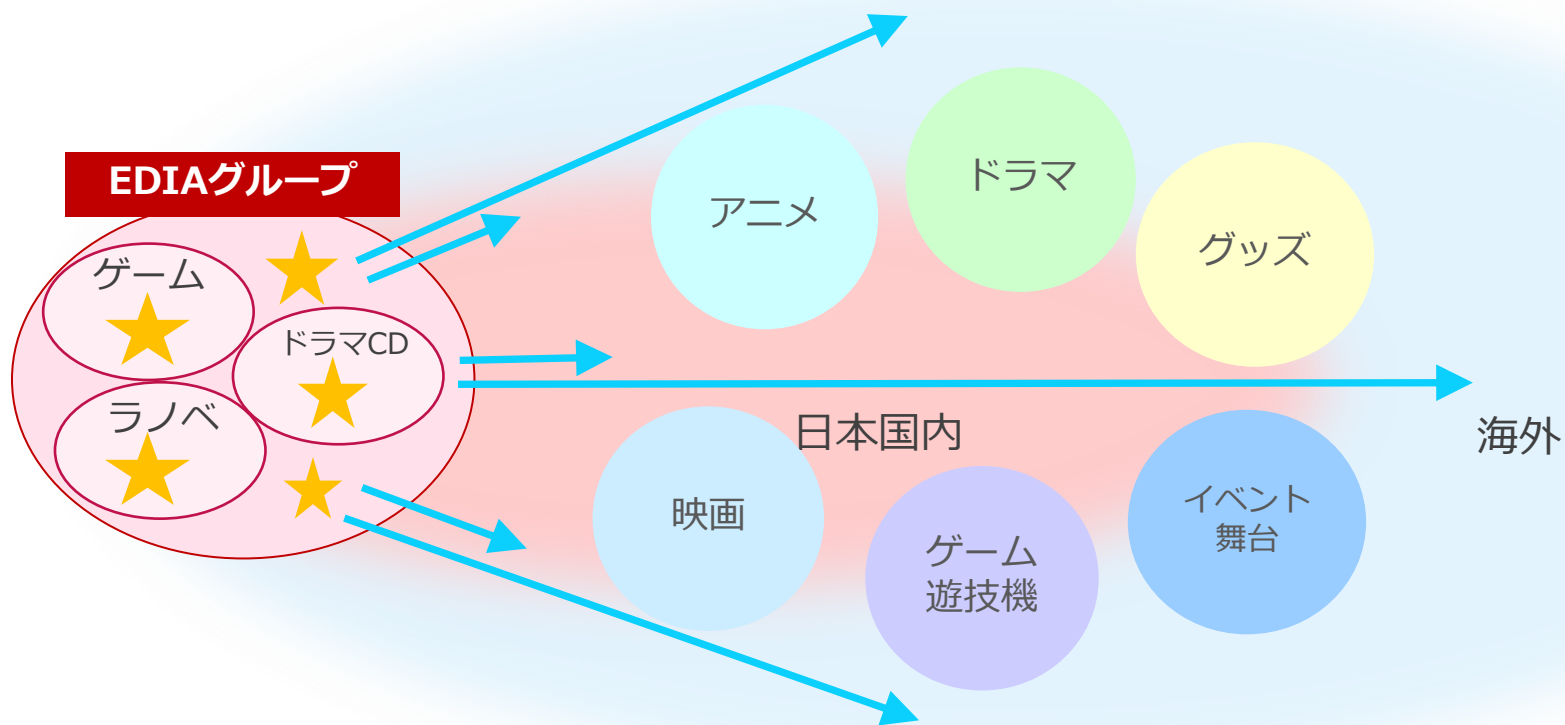 EDIAグループ
ゲーム
ドラマCD
ラノベ
アニメ
ドラマ
グッズ
日本国内
海外
映画
ゲーム
遊技機
イベント
舞台